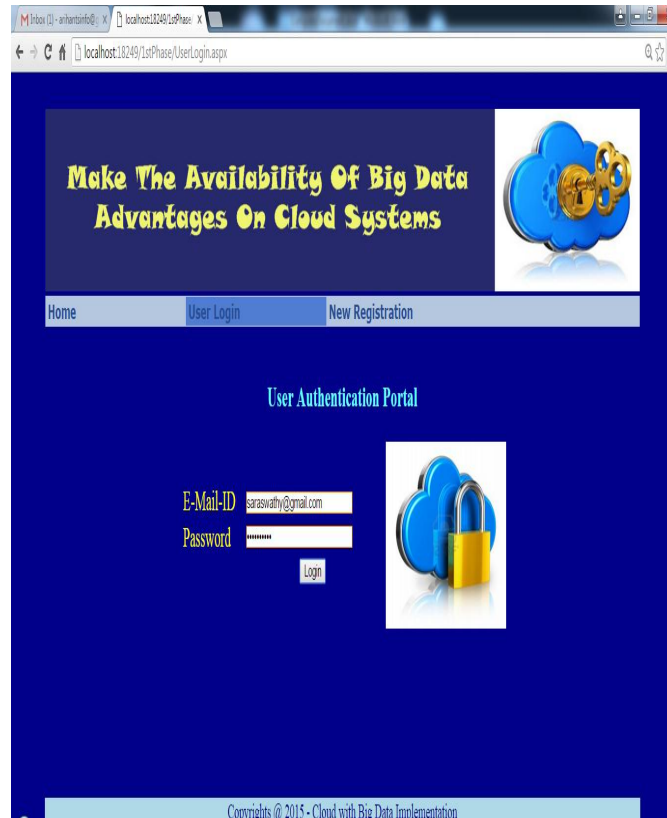 Inbox (1) - arihantsinfo@g
localhost:18249/1stPhase
localhost:18249/1stPhase/UserLogin.aspx
Make The Availability Of Big Data
Advantages On Cloud Systems
Home User Login New Registration
User Authentication Portal
E-Mail-ID saraswathy@gmail.com
Password ••••••••••
Login
Copyrights @ 2015 - Cloud with Big Data Implementation